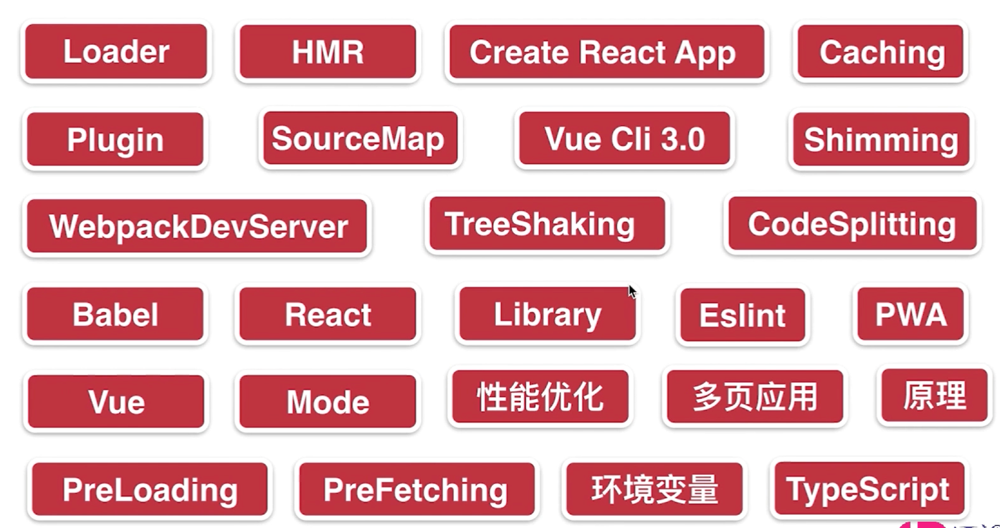 Loader HMR Create React App Caching
Plugin SourceMap Vue Cli 3.0 Shimming
WebpackDevServer TreeShaking CodeSplitting
Babel React Library Eslint PWA
Vue Mode 性能优化 多页应用 原理
PreLoading PreFetching 环境变量 TypeScript